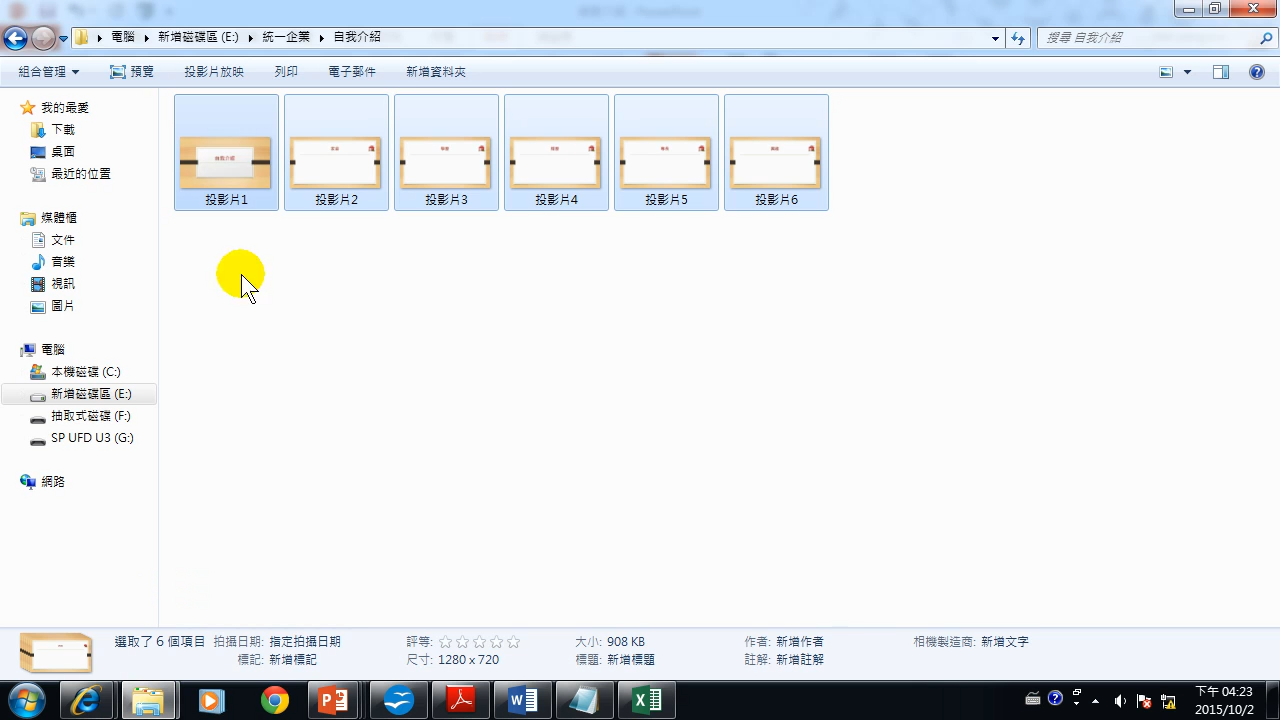 電腦 新增磁碟區 (E:) 統一企業 自我介紹
搜尋 自我介紹
組合管理 預覽 投影片放映 列印 電子郵件 新增資料夾
我的最愛
下載
桌面
最近的位置
媒體櫃
文件
音樂
視訊
圖片
電腦
本機磁碟 (C:)
新增磁碟區 (E:)
抽取式磁碟 (F:)
SP UFD U3 (G:)
網路
自我介紹
投影片1 投影片2 投影片3 投影片4 投影片5 投影片6
選取了 6 個項目 拍攝日期: 指定拍攝日期 評等: 大小: 908 KB 作者: 新增作者 相機製造商: 新增文字
標記: 新增標記 尺寸: 1280 x 720 標題: 新增標題 註解: 新增註解
下午 04:23
2015/10/2